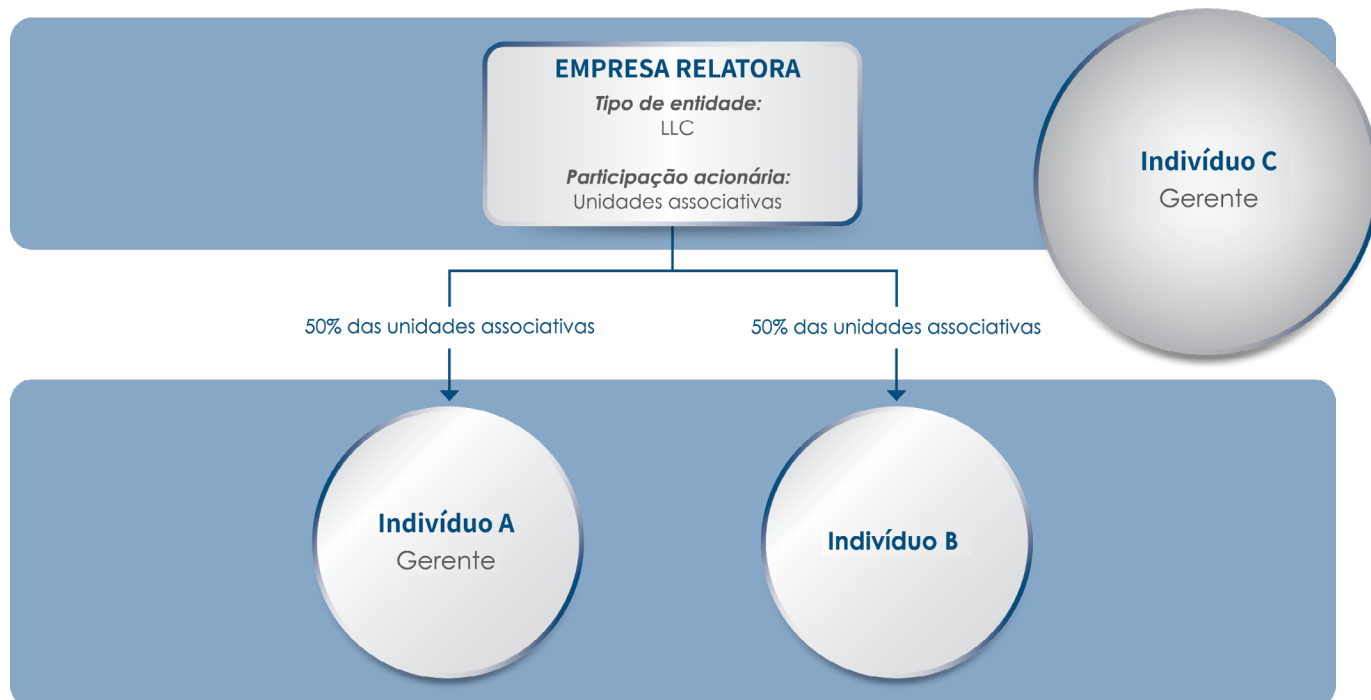 EMPRESA RELATORA
Tipo de entidade:
LLC
Participação acionária:
Unidades associativas
Indivíduo C
Gerente
50% das unidades associativas
50% das unidades associativas
Indivíduo A
Gerente
Indivíduo B